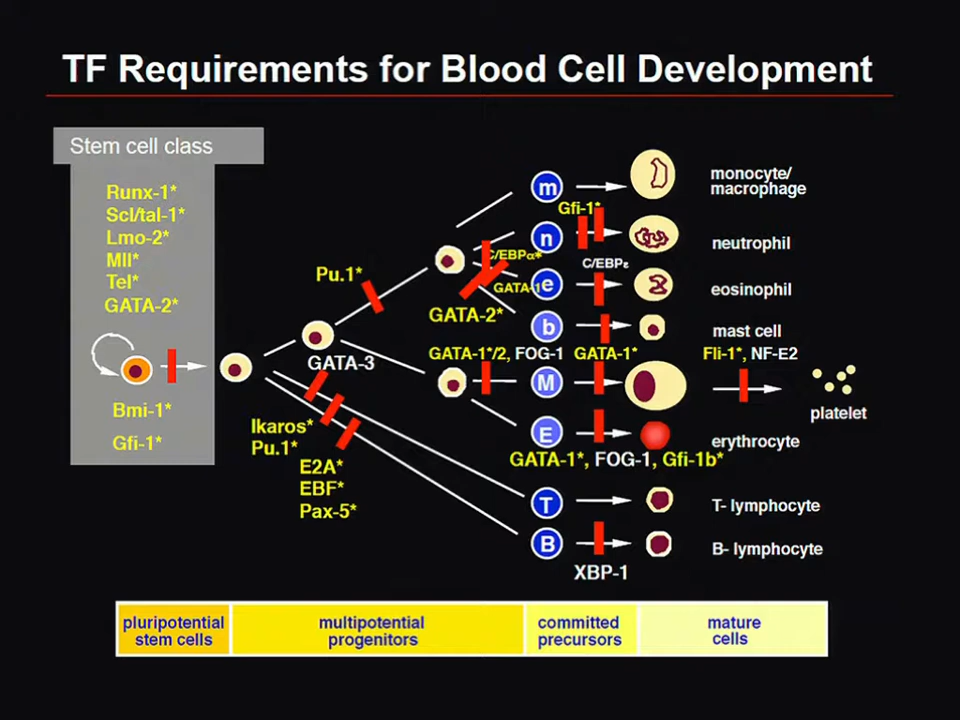 TF Requirements for Blood Cell Development
Stem cell class
Runx-1*
Scl/tal-1*
Lmo-2*
Mll*
Tel*
GATA-2*
Bmi-1*
Gfi-1*
Pu.1*
GATA-3
Ikaros*
Pu.1*
E2A*
EBF*
Pax-5*
C/EBPα*
GATA-1
GATA-2*
GATA-1*/2, FOG-1
m
n
e
b
M
E
T
B
Gfi-1*
C/EBPε
GATA-1*
GATA-1*, FOG-1, Gfi-1b*
XBP-1
Fli-1*, NF-E2
monocyte/
macrophage
neutrophil
eosinophil
mast cell
platelet
erythrocyte
T- lymphocyte
B- lymphocyte
pluripotential
stem cells
multipotential
progenitors
committed
precursors
mature
cells